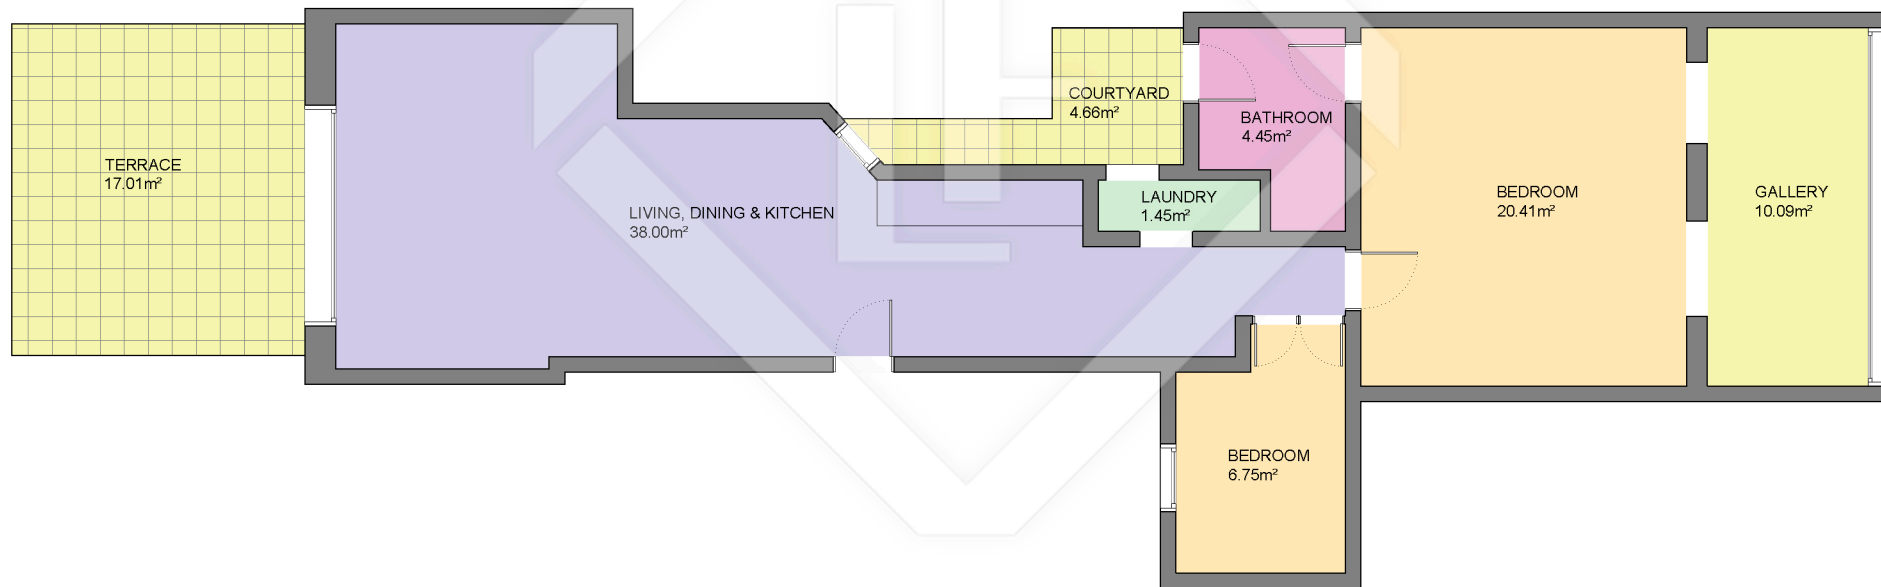 TERRACE
17.01m²
LIVING, DINING & KITCHEN
38.00m²
COURTYARD
4.66m²
BATHROOM
4.45m²
LAUNDRY
1.45m²
BEDROOM
20.41m²
GALLERY
10.09m²
BEDROOM
6.75m²